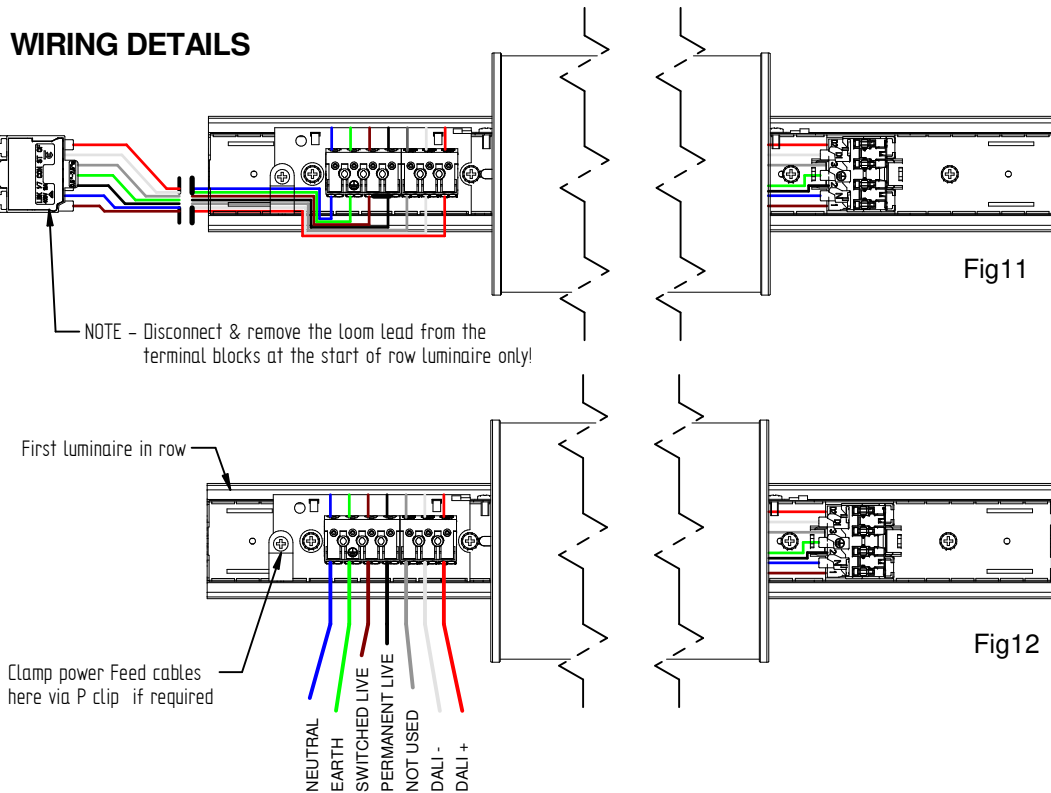 WIRING DETAILS
Fig11
NOTE - Disconnect & remove the loom lead from the
terminal blocks at the start of row luminaire only!
First luminaire in row
Clamp power Feed cables
here via P clip if required
Fig12
NEUTRAL
EARTH
SWITCHED LIVE
PERMANENT LIVE
NOT USED
DALI -
DALI +